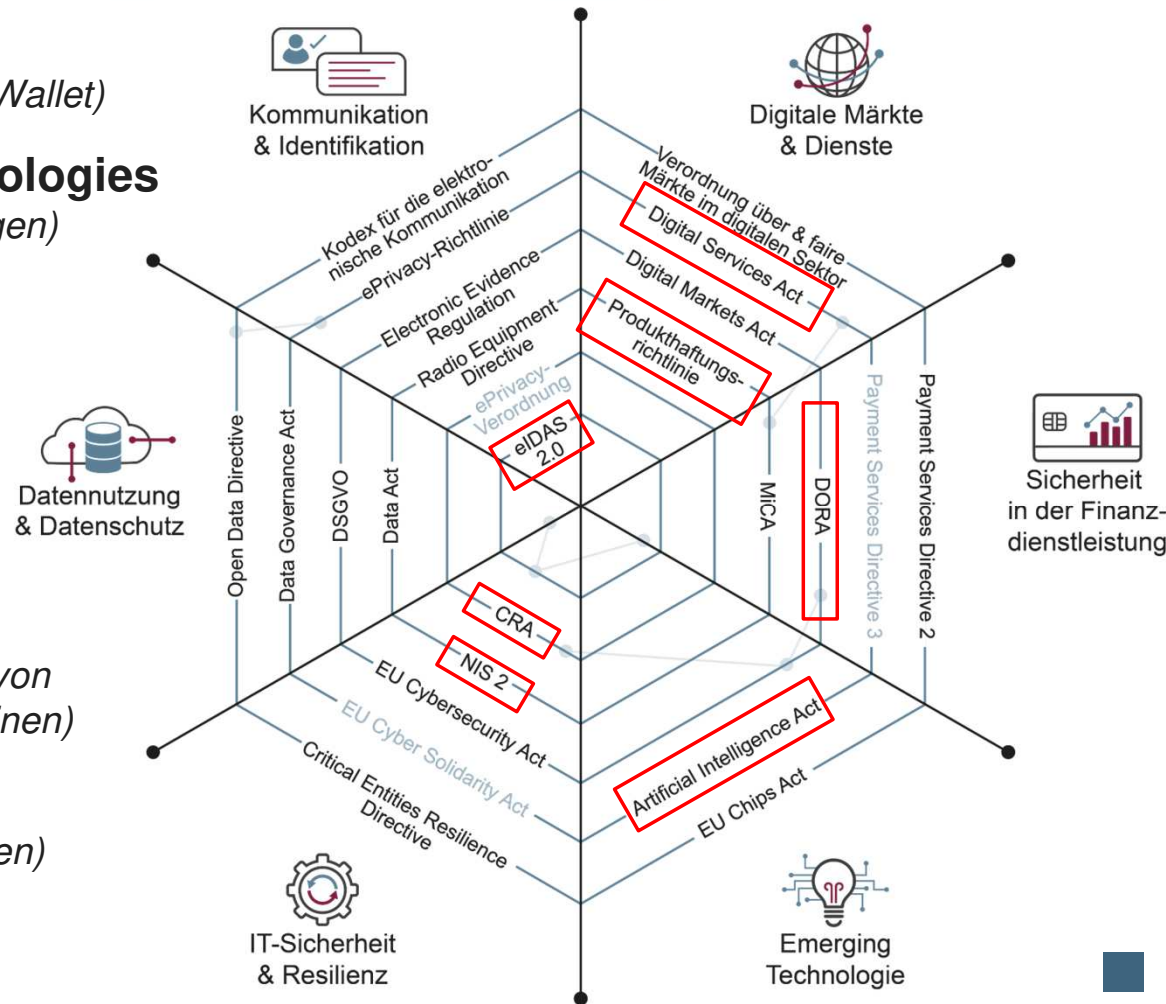 Wallet)
ologies
gen)
von
Inen)
en)
Kommunikation
& Identifikation
Digitale Märkte
& Dienste
Kodex für die elektro-
nische Kommunikation
ePrivacy-Richtlinie
Electronic Evidence
Regulation
Radio Equipment
Directive
ePrivacy-
Verordnung
eIDAS
2.0
Verordnung über & faire
Märkte im digitalen Sektor
Digital Services Act
Digital Markets Act
Produkthaftungs-
richtlinie
Datennutzung
& Datenschutz
Open Data Directive
Data Governance Act
DSGVO
Data Act
MiCA
DORA
Payment Services Directive 3
Payment Services Directive 2
Sicherheit
in der Finanz-
dienstleistung
CRA
NIS 2
EU Cybersecurity Act
EU Cyber Solidarity Act
Critical Entities Resilience
Directive
Artificial Intelligence Act
EU Chips Act
IT-Sicherheit
& Resilienz
Emerging
Technologie